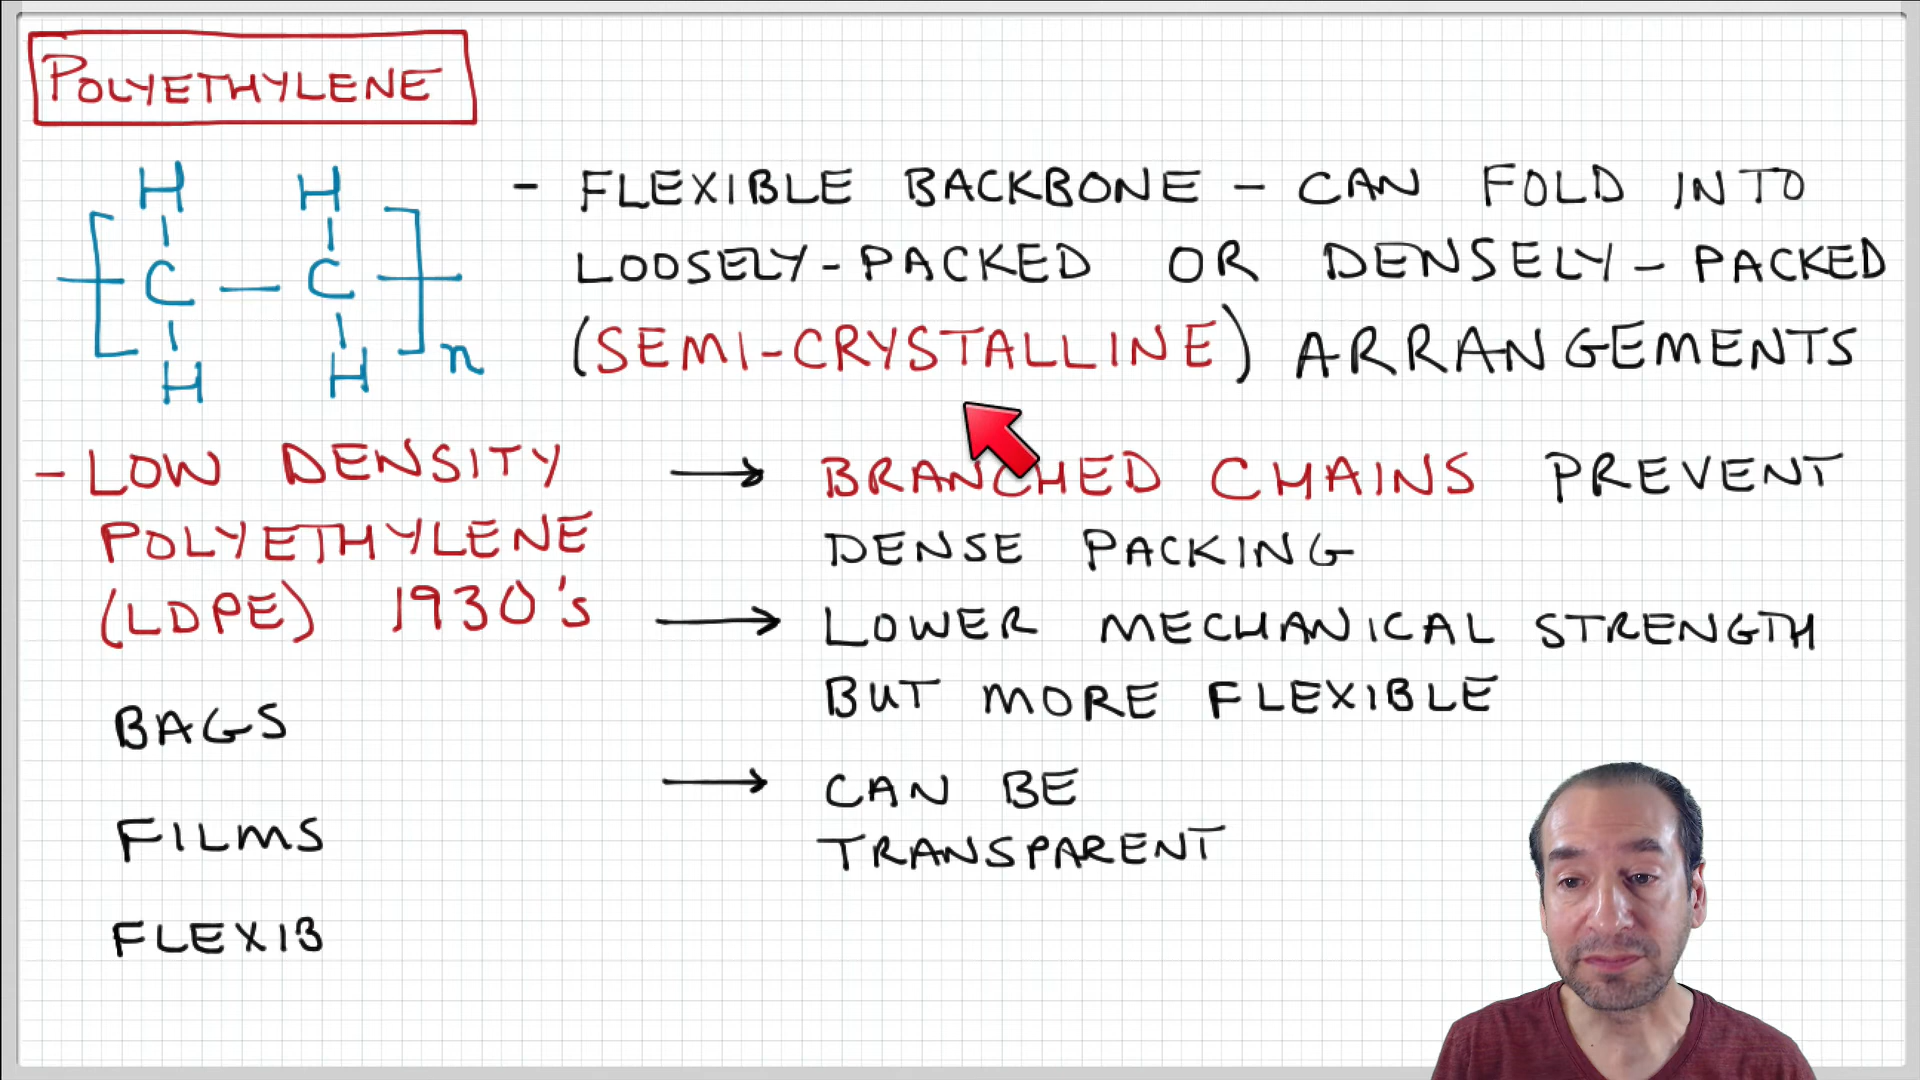 POLYETHYLENE
H H
- FLEXIBLE BACKBONE - CAN FOLD INTO
LOOSELY-PACKED OR DENSELY-PACKED
(SEMI-CRYSTALLINE) ARRANGEMENTS
C - C
H H n
- LOW DENSITY
POLYETHYLENE
(LDPE) 1930's
→ BRANCHED CHAINS PREVENT
DENSE PACKING
→ LOWER MECHANICAL STRENGTH
BUT MORE FLEXIBLE
→ CAN BE
TRANSPARENT
BAGS
FILMS
FLEXIB